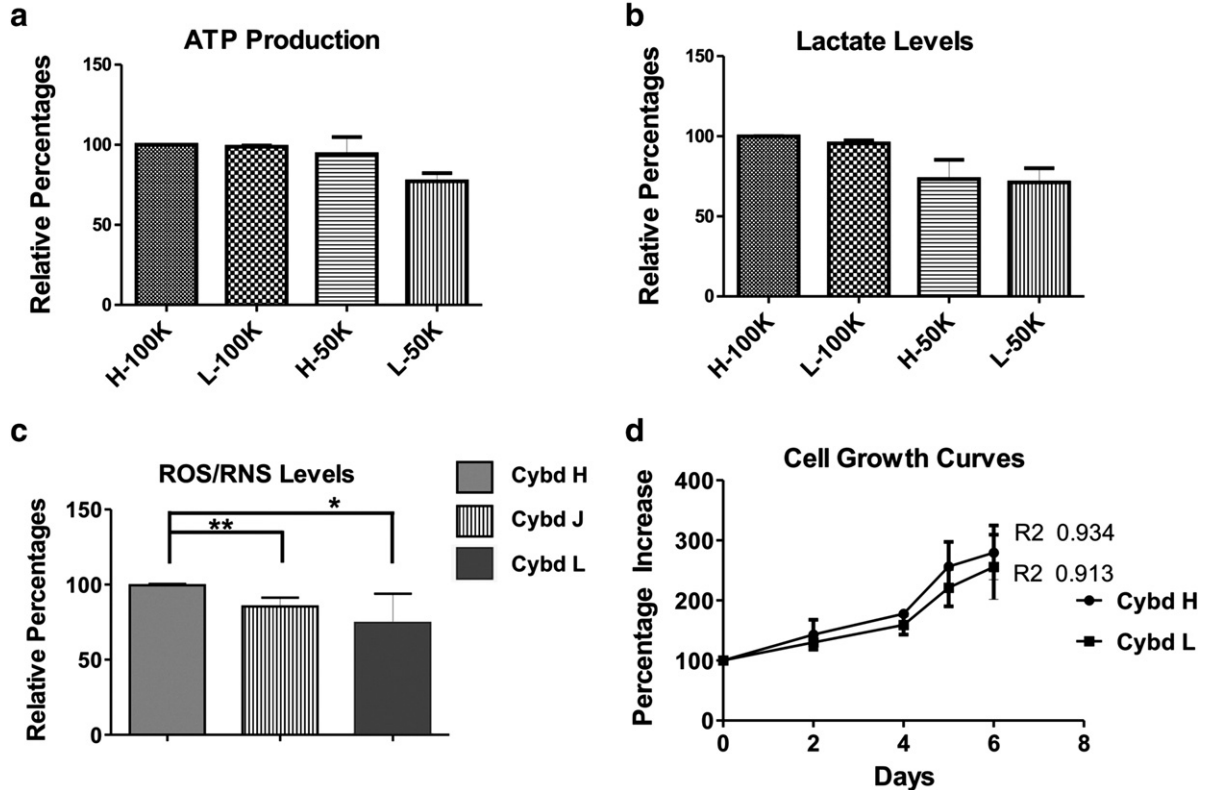 a
ATP Production
Relative Percentages
150
100
50
0
H-100K
L-100K
H-50K
L-50K
b
Lactate Levels
Relative Percentages
150
100
50
0
H-100K
L-100K
H-50K
L-50K
c
ROS/RNS Levels
Relative Percentages
150
100
50
0
**
*
Cybd H
Cybd J
Cybd L
d
Cell Growth Curves
Percentage Increase
400
300
200
100
0
0 2 4 6 8
Days
R2 0.934
R2 0.913
Cybd H
Cybd L